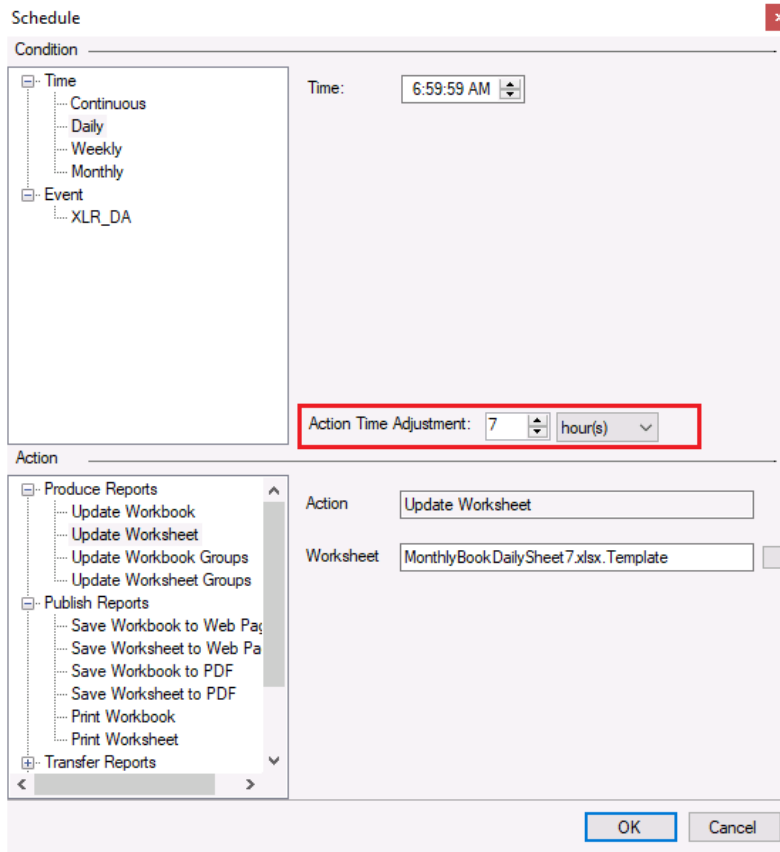 Schedule
Condition
Time
Continuous
Daily
Weekly
Monthly
Event
XLR_DA
Time:
6:59:59 AM
Action Time Adjustment:
7
hour(s)
Action
Produce Reports
Update Workbook
Update Worksheet
Update Workbook Groups
Update Worksheet Groups
Publish Reports
Save Workbook to Web Pag
Save Worksheet to Web Pa
Save Workbook to PDF
Save Worksheet to PDF
Print Workbook
Print Worksheet
Transfer Reports
Action
Update Worksheet
Worksheet
MonthlyBookDailySheet7.xlsx.Template
OK
Cancel